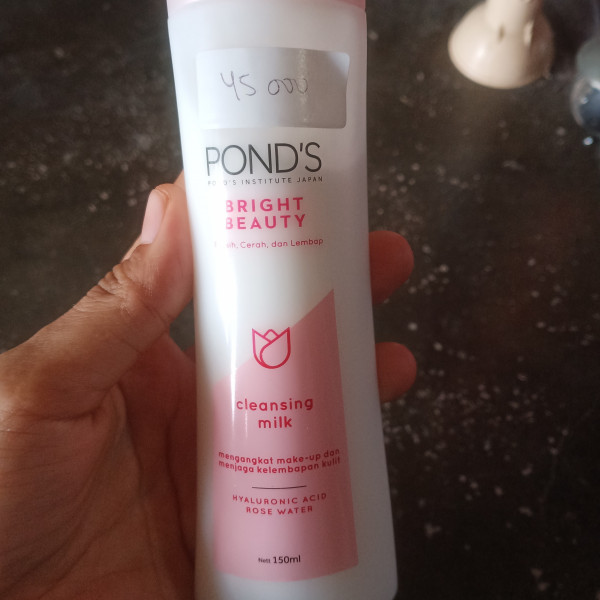 45 000
POND'S
POND'S INSTITUTE JAPAN
BRIGHT
BEAUTY
Cerah, dan Lembap
cleansing
milk
mengangkat make-up dan
menjaga kelembapan kulit
HYALURONIC ACID
ROSE WATER
Nett 150ml